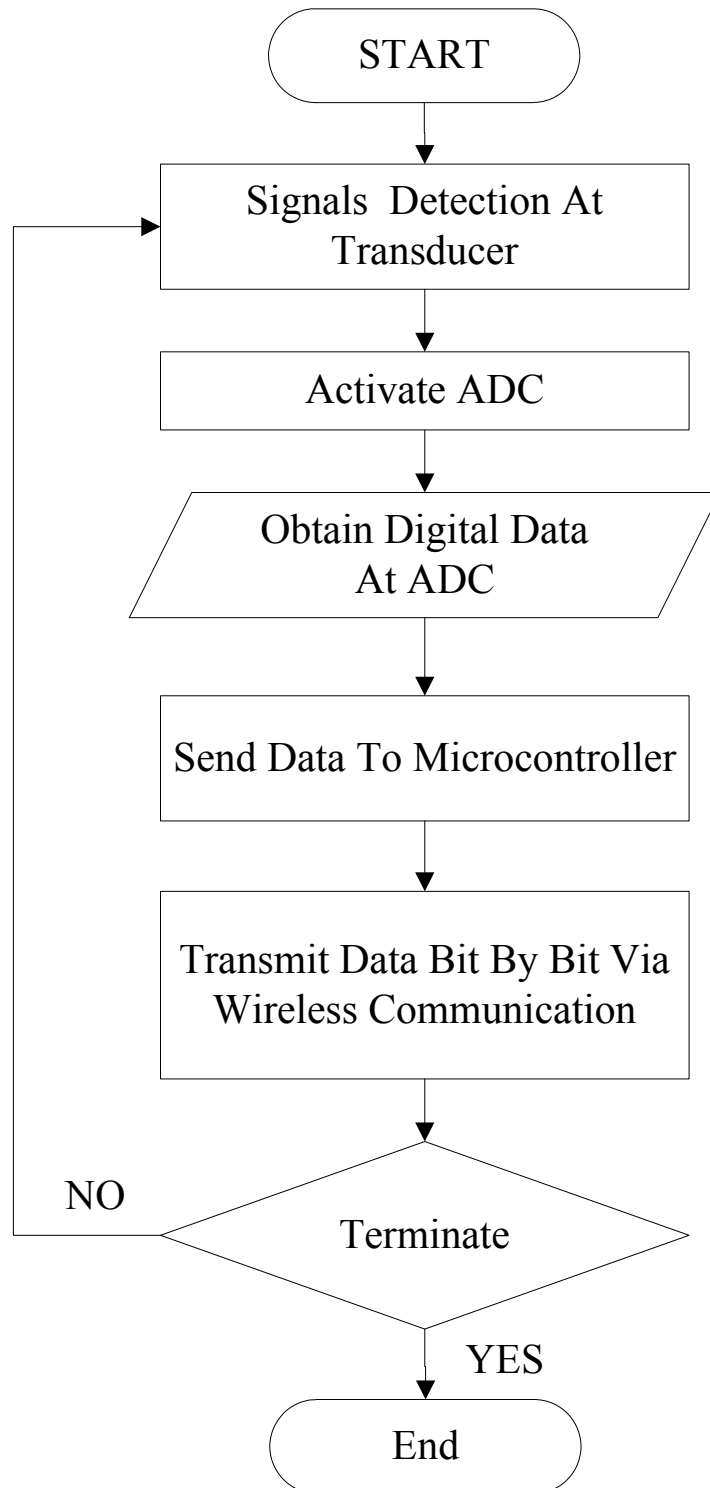 START
Signals  Detection At
Transducer
Activate ADC
Obtain Digital Data
At ADC
Send Data To Microcontroller
Transmit Data Bit By Bit Via
Wireless Communication
NO
Terminate
YES
End